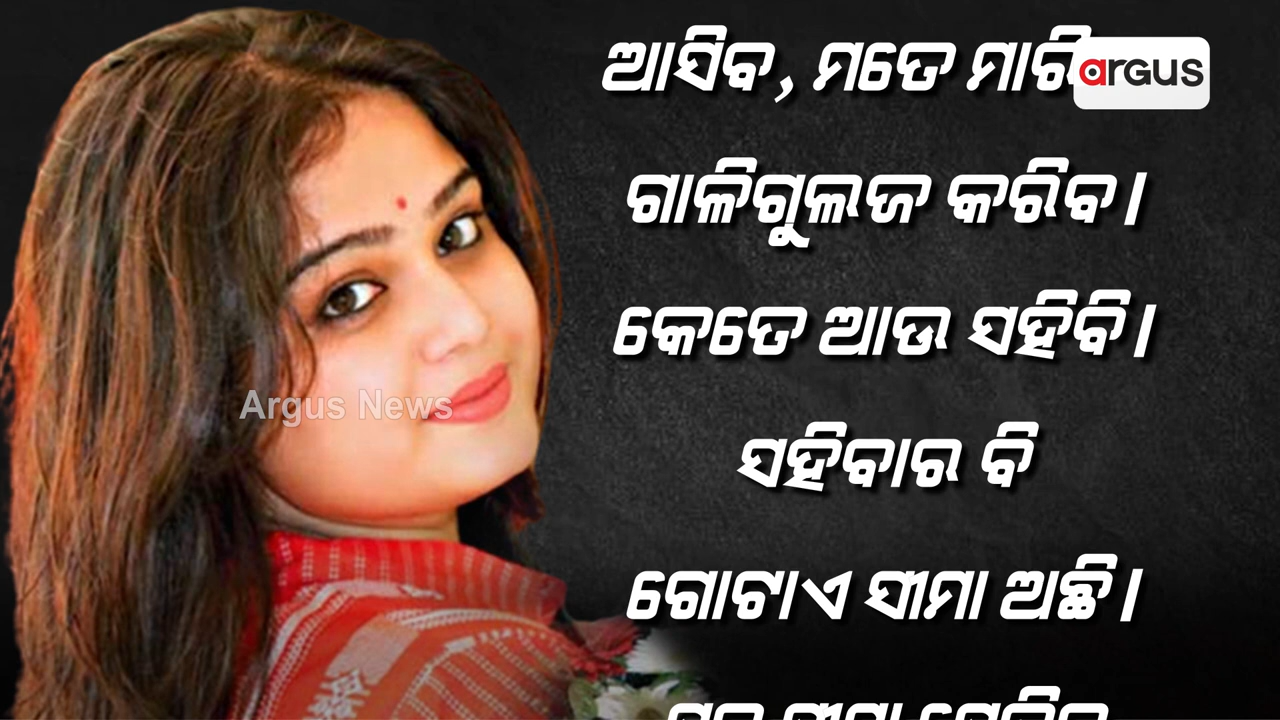 ଆସିବ, ମତେ
argus
ଗାଳିଗୁଲଜ କରିବ।
କେତେ ଆଉ ସହିବି।
Argus News
ସହିବାର ବି
ଗୋଟାଏ ସୀମା ଅଛି।